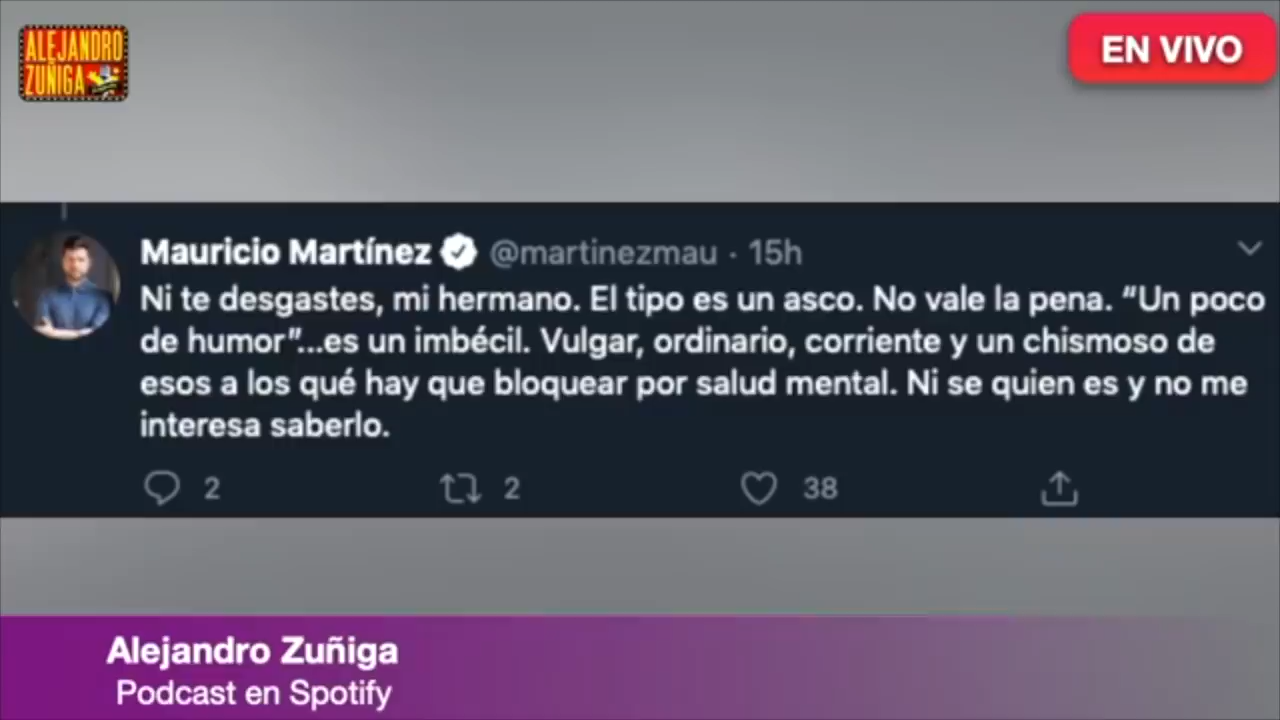 ALEJANDRO
ZUÑIGA
EN VIVO
Mauricio Martínez @martinezmau · 15h
Ni te desgastes, mi hermano. El tipo es un asco. No vale la pena. “Un poco
de humor”...es un imbécil. Vulgar, ordinario, corriente y un chismoso de
esos a los qué hay que bloquear por salud mental. Ni se quien es y no me
interesa saberlo.
2 2 38
Alejandro Zuñiga
Podcast en Spotify